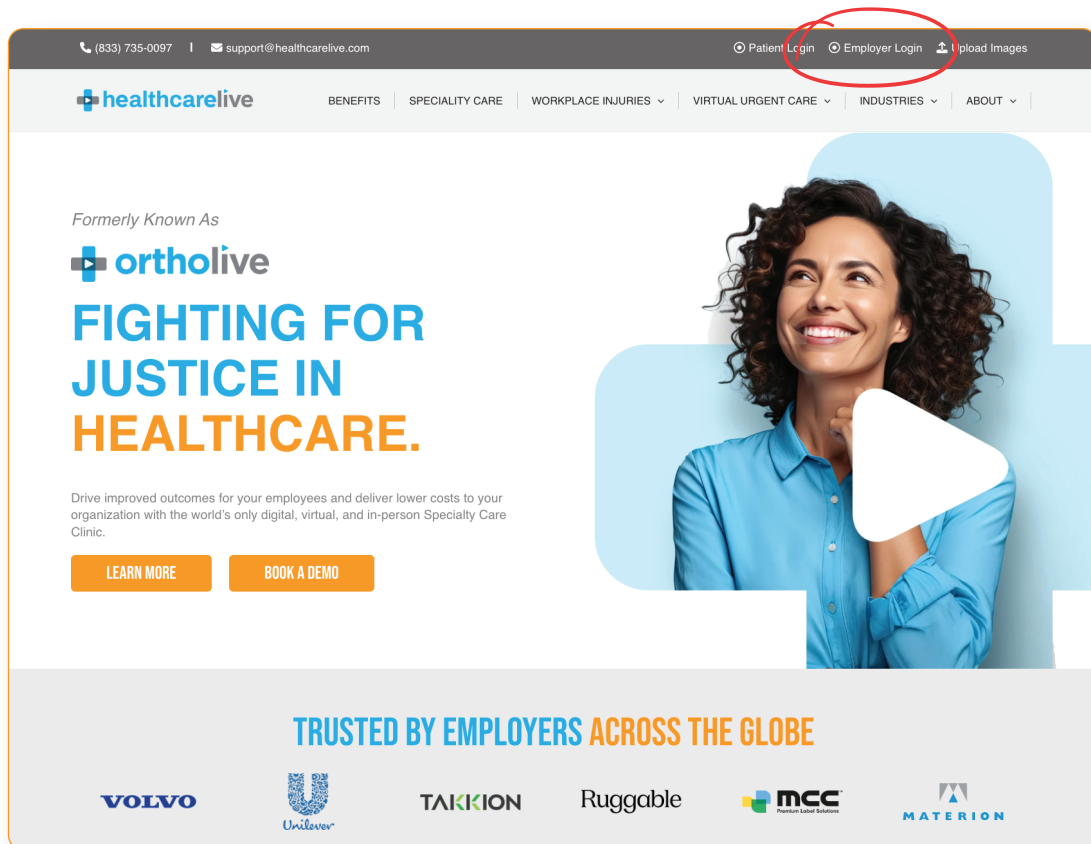 (833) 735-0097 | support@healthcarelive.com Patient Login Employer Login Upload Images
healthcarelive BENEFITS SPECIALITY CARE WORKPLACE INJURIES VIRTUAL URGENT CARE INDUSTRIES ABOUT
Formerly Known As
ortholive
FIGHTING FOR
JUSTICE IN
HEALTHCARE.
Drive improved outcomes for your employees and deliver lower costs to your
organization with the world's only digital, virtual, and in-person Specialty Care
Clinic.
LEARN MORE BOOK A DEMO
TRUSTED BY EMPLOYERS ACROSS THE GLOBE
VOLVO Unilever TAKKION Ruggable mcc Premium Label Solutions MATERION